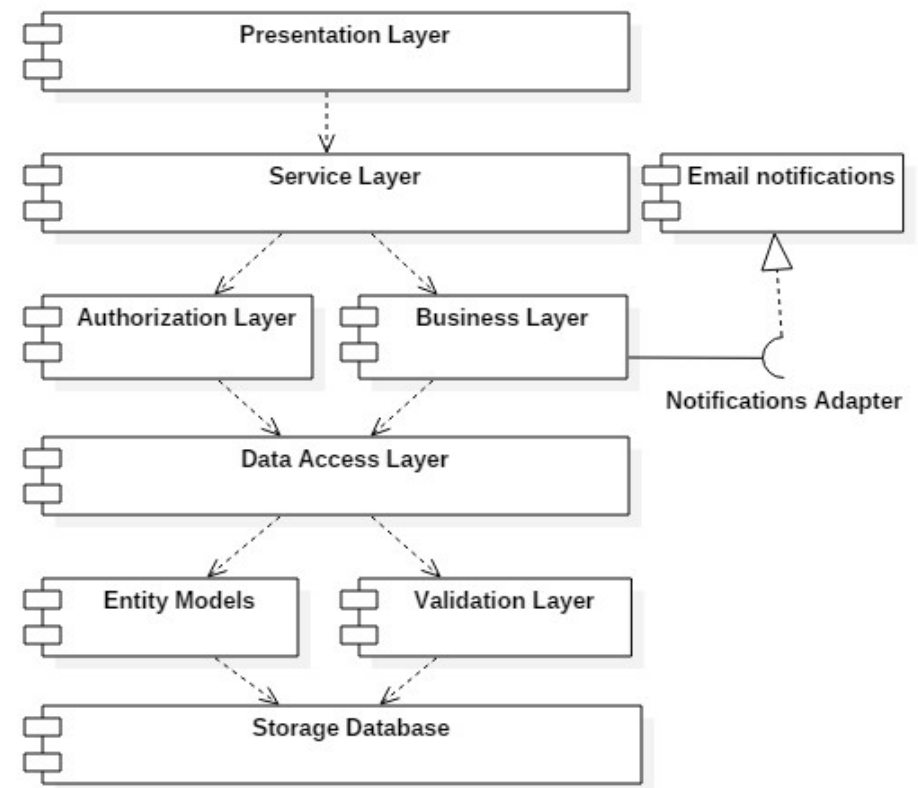 Presentation Layer
Service Layer
Email notifications
Authorization Layer
Business Layer
Notifications Adapter
Data Access Layer
Entity Models
Validation Layer
Storage Database